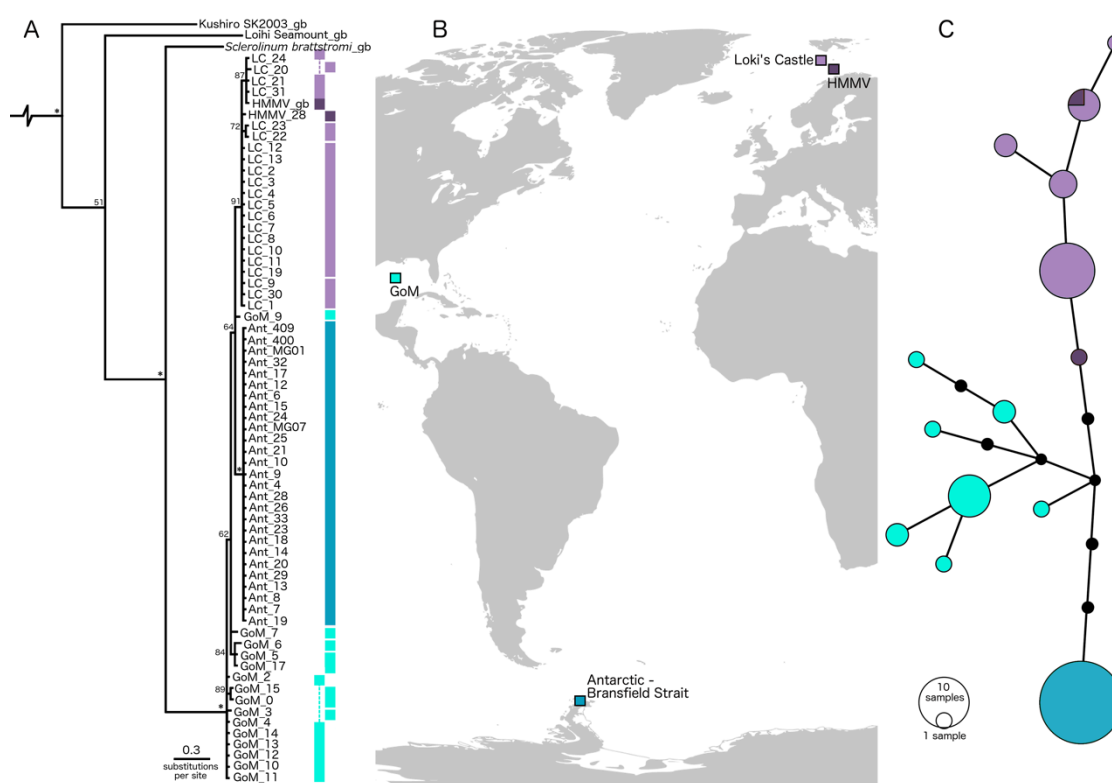 A
B
C
Kushiro SK2003_gb
Loihi Seamount_gb
Sclerolinum brattstromi_gb
LC_24
LC_20
LC_21
LC_31
HMMV_gb
HMMV_28
LC_23
LC_22
LC_12
LC_13
LC_2
LC_3
LC_4
LC_5
LC_6
LC_7
LC_8
LC_10
LC_11
LC_19
LC_9
LC_30
LC_1
GoM_9
Ant_409
Ant_400
Ant_MG01
Ant_32
Ant_17
Ant_12
Ant_6
Ant_15
Ant_24
Ant_MG07
Ant_25
Ant_21
Ant_10
Ant_9
Ant_4
Ant_28
Ant_26
Ant_33
Ant_23
Ant_18
Ant_14
Ant_20
Ant_29
Ant_13
Ant_8
Ant_7
Ant_19
GoM_7
GoM_6
GoM_5
GoM_17
GoM_2
GoM_15
GoM_0
GoM_3
GoM_4
GoM_14
GoM_13
GoM_12
GoM_10
GoM_11
*
51
*
87
72
91
64
*
62
84
89
*
0.3
substitutions
per site
Loki's Castle
HMMV
GoM
Antarctic -
Bransfield Strait
10
samples
1 sample